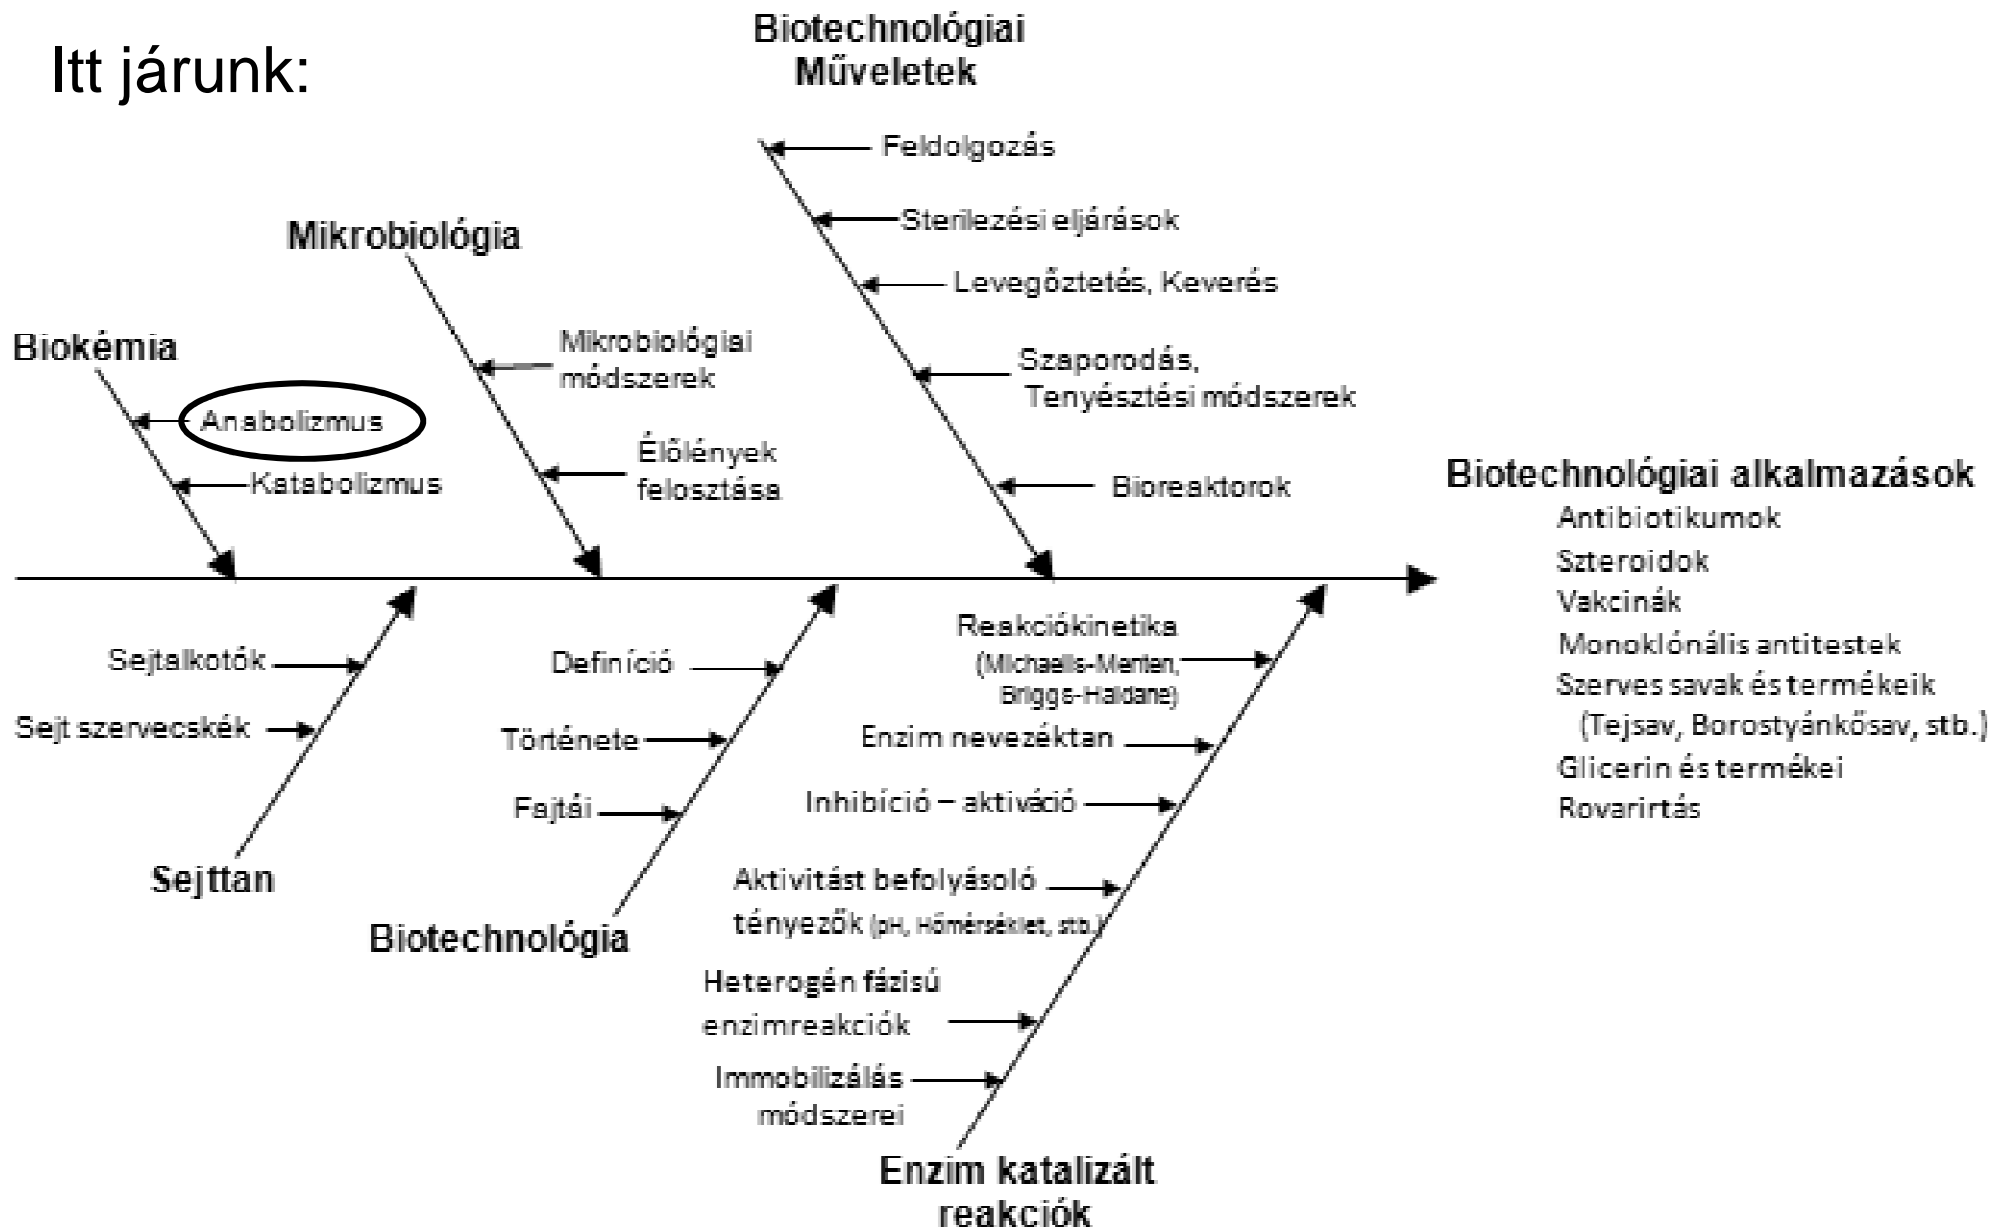 Itt járunk:
Biotechnológiai
Műveletek
Feldolgozás
Sterilezési eljárások
Levegőztetés, Keverés
Szaporodás,
Tenyésztési módszerek
Bioreaktorok
Mikrobiológia
Mikrobiológiai
módszerek
Élőlények
felosztása
Biokémia
Anabolizmus
Katabolizmus
Biotechnológiai alkalmazások
Antibiotikumok
Szteroidok
Vakcinák
Monoklónális antitestek
Szerves savak és termékeik
(Tejsav, Borostyánkősav, stb.)
Glicerin és termékei
Rovarirtás
Sejtalkotók
Sejt szervecskék
Sejttan
Definíció
Története
Fajtái
Biotechnológia
Reakciókinetika
(Michaelis-Menten,
Briggs-Haldane)
Enzim nevezéktan
Inhibíció – aktiváció
Aktivitást befolyásoló
tényezők (pH, Hőmérséklet, stb.)
Heterogén fázisú
enzimreakciók
Immobilizálás
módszerei
Enzim katalizált
reakciók